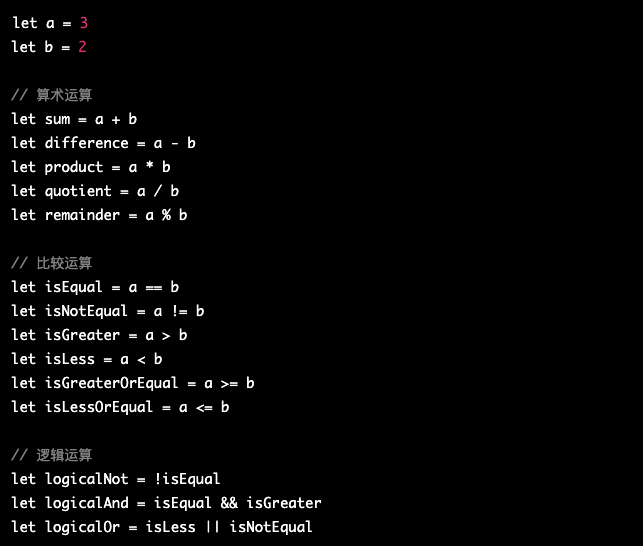 let a = 3
let b = 2
// 算术运算
let sum = a + b
let difference = a - b
let product = a * b
let quotient = a / b
let remainder = a % b
// 比较运算
let isEqual = a == b
let isNotEqual = a != b
let isGreater = a > b
let isLess = a < b
let isGreaterOrEqual = a >= b
let isLessOrEqual = a <= b
// 逻辑运算
let logicalNot = !isEqual
let logicalAnd = isEqual && isGreater
let logicalOr = isLess || isNotEqual